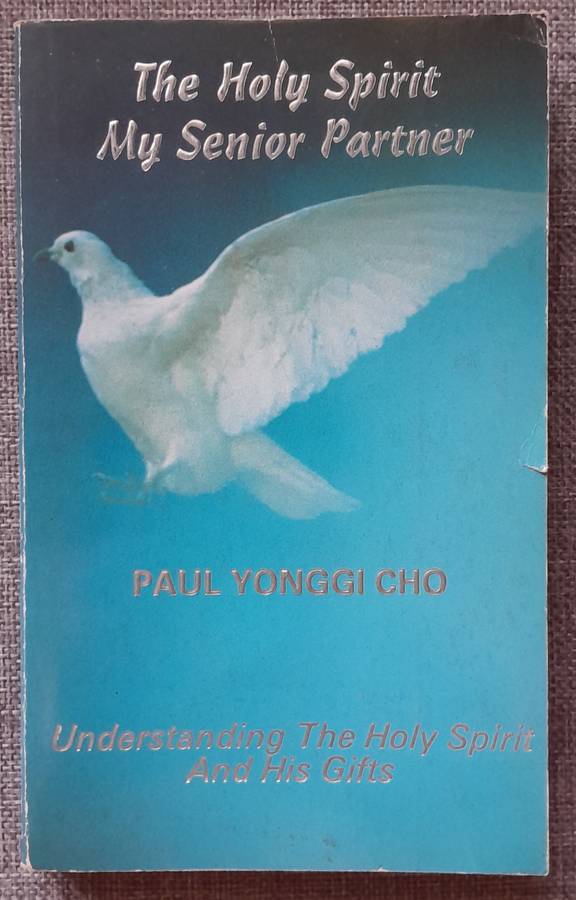 The Holy Spirit
My Senior Partner
PAUL YONGGI CHO
Understanding The Holy Spirit
And His Gifts